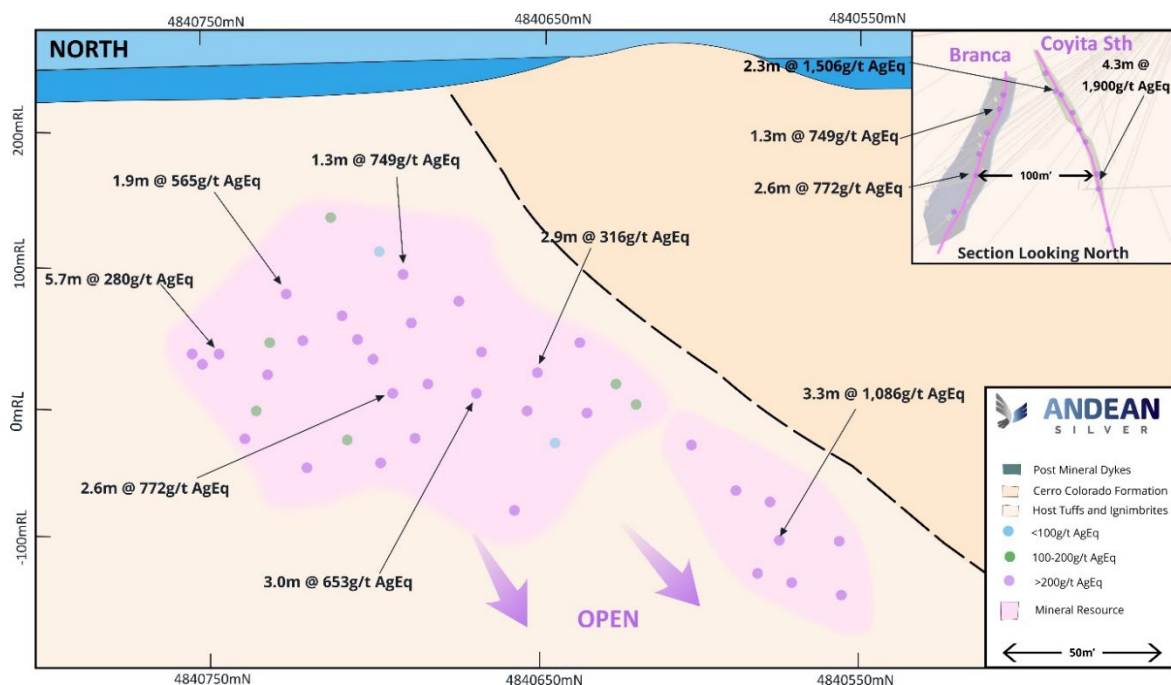 4840750mN
4840650mN
4840550mN
NORTH
Branca
Coyita Sth
2.3m @ 1,506g/t AgEq
4.3m @
1,900g/t AgEq
1.3m @ 749g/t AgEq
2.6m @ 772g/t AgEq
100m'
Section Looking North
200mRL
100mRL
0mRL
-100mRL
1.3m @ 749g/t AgEq
1.9m @ 565g/t AgEq
2.9m @ 316g/t AgEq
5.7m @ 280g/t AgEq
3.3m @ 1,086g/t AgEq
2.6m @ 772g/t AgEq
3.0m @ 653g/t AgEq
OPEN
ANDEAN
SILVER
Post Mineral Dykes
Cerro Colorado Formation
Host Tuffs and Ignimbrites
<100g/t AgEq
100-200g/t AgEq
>200g/t AgEq
Mineral Resource
50m'
4840750mN
4840650mN
4840550mN